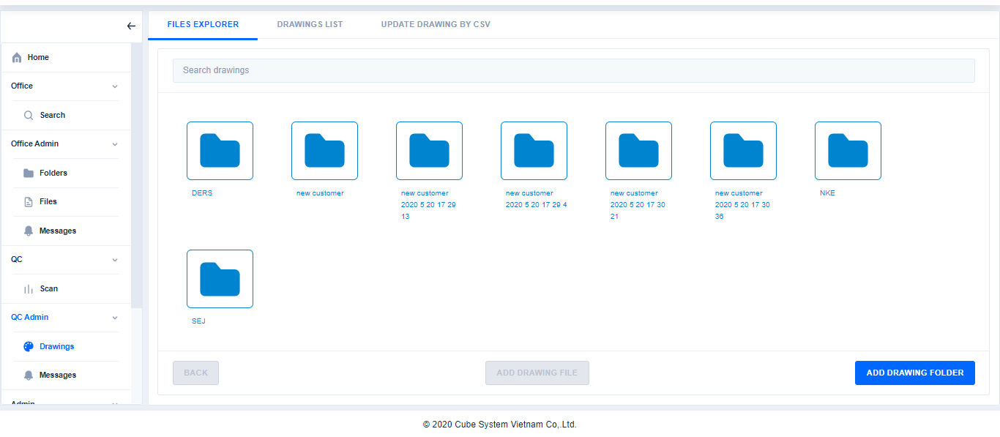 FILES EXPLORER
DRAWINGS LIST
UPDATE DRAWING BY CSV
Home
Office
Search
Office Admin
Folders
Files
Messages
QC
Scan
QC Admin
Drawings
Messages
Admin
Search drawings
DERS
new customer
new customer
2020 5 20 17 29
13
new customer
2020 5 20 17 29 4
new customer
2020 5 20 17 30
21
new customer
2020 5 20 17 30
36
NKE
SEJ
BACK
ADD DRAWING FILE
ADD DRAWING FOLDER
© 2020 Cube System Vietnam Co,.Ltd.